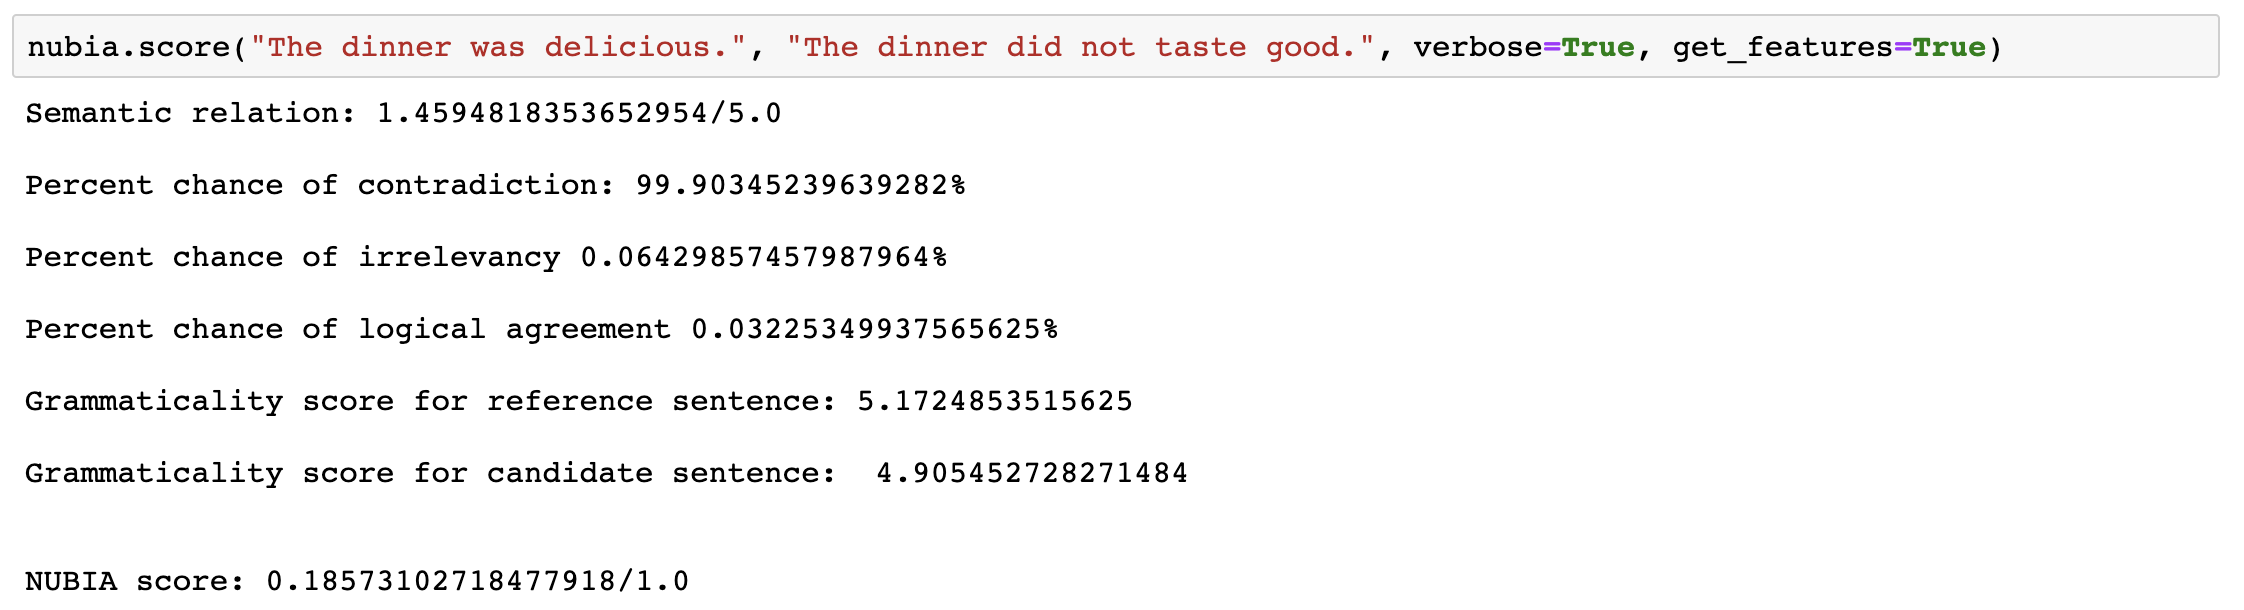 nubia.score("The dinner was delicious.", "The dinner did not taste good.", verbose=True, get_features=True)
Semantic relation: 1.4594818353652954/5.0
Percent chance of contradiction: 99.90345239639282%
Percent chance of irrelevancy 0.06429857457987964%
Percent chance of logical agreement 0.03225349937565625%
Grammaticality score for reference sentence: 5.1724853515625
Grammaticality score for candidate sentence:  4.905452728271484
NUBIA score: 0.18573102718477918/1.0